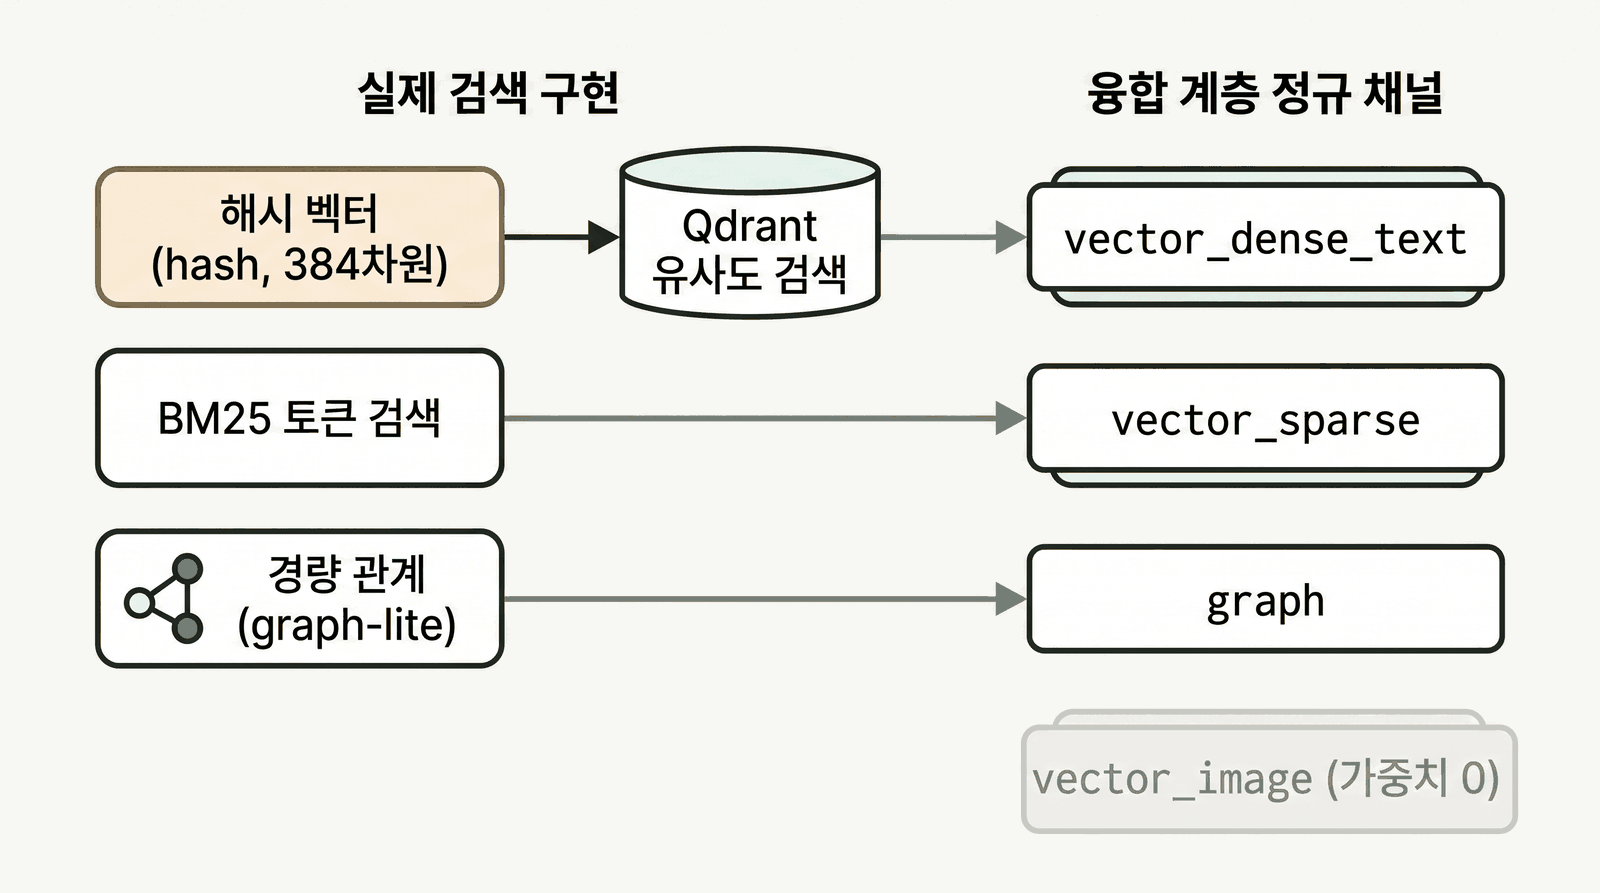 실제 검색 구현
융합 계층 정규 채널
해시 벡터
(hash, 384차원)
Qdrant
유사도 검색
vector_dense_text
BM25 토큰 검색
vector_sparse
경량 관계
(graph-lite)
graph
vector_image (가중치 0)